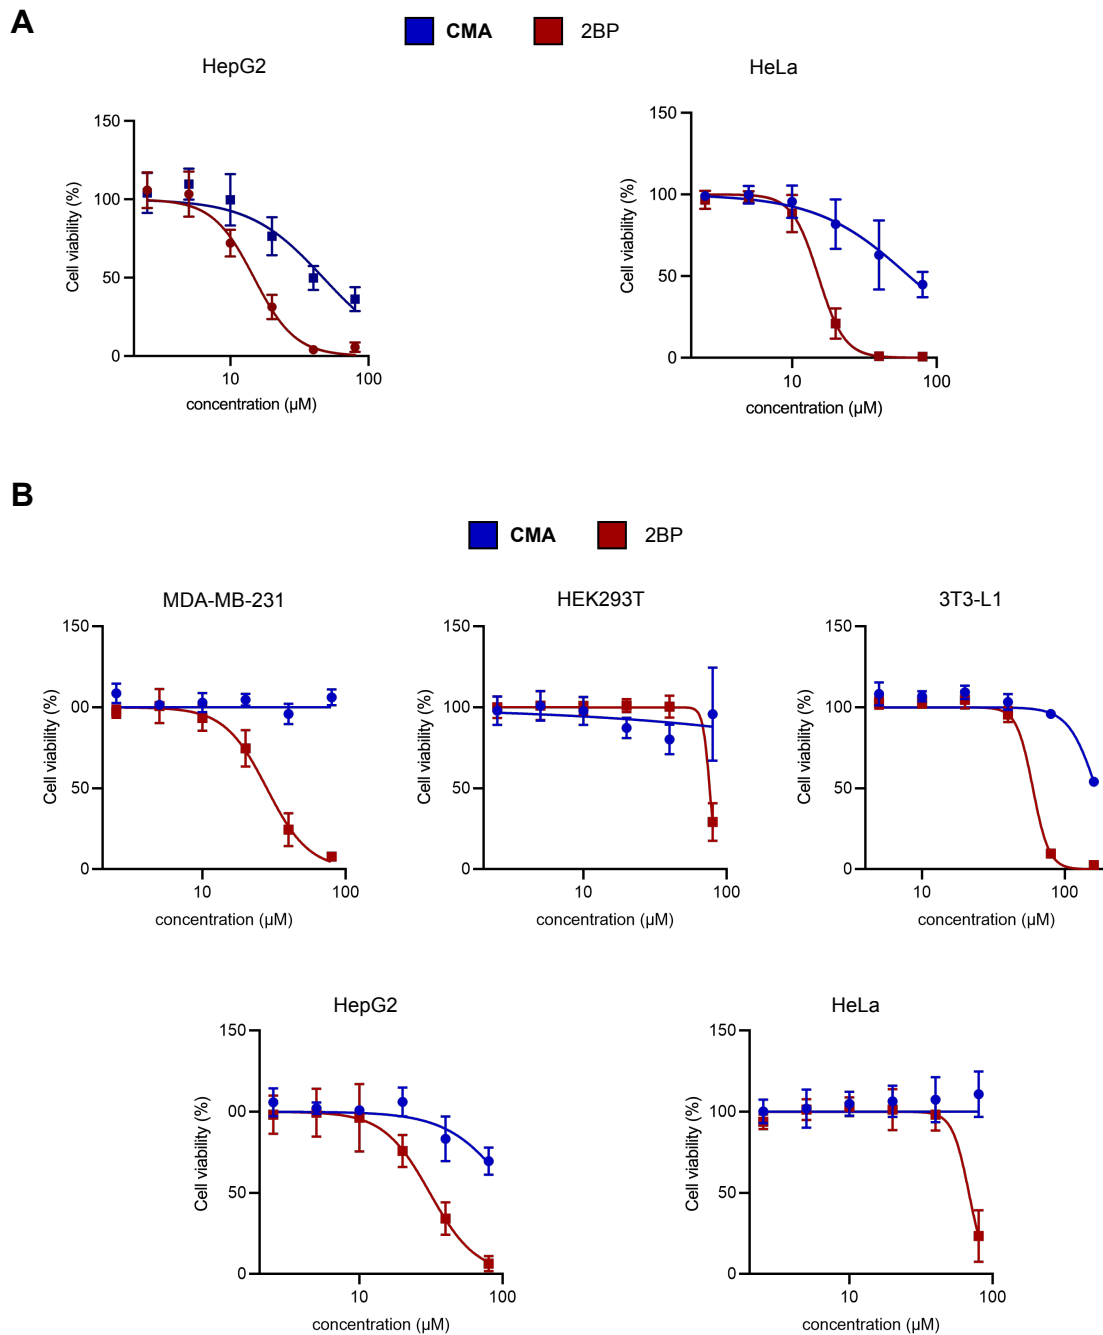 A
CMA 2BP
HepG2 HeLa
Cell viability (%)
150
100
50
0
10 100
concentration (µM)
Cell viability (%)
150
100
50
0
10 100
concentration (µM)
B
CMA 2BP
MDA-MB-231 HEK293T 3T3-L1
Cell viability (%)
150
00
50
0
10 100
concentration (µM)
Cell viability (%)
150
100
50
0
10 100
concentration (µM)
Cell viability (%)
150
100
50
0
10 100
concentration (µM)
HepG2 HeLa
Cell viability (%)
150
00
50
0
10 100
concentration (µM)
Cell viability (%)
150
100
50
0
10 100
concentration (µM)